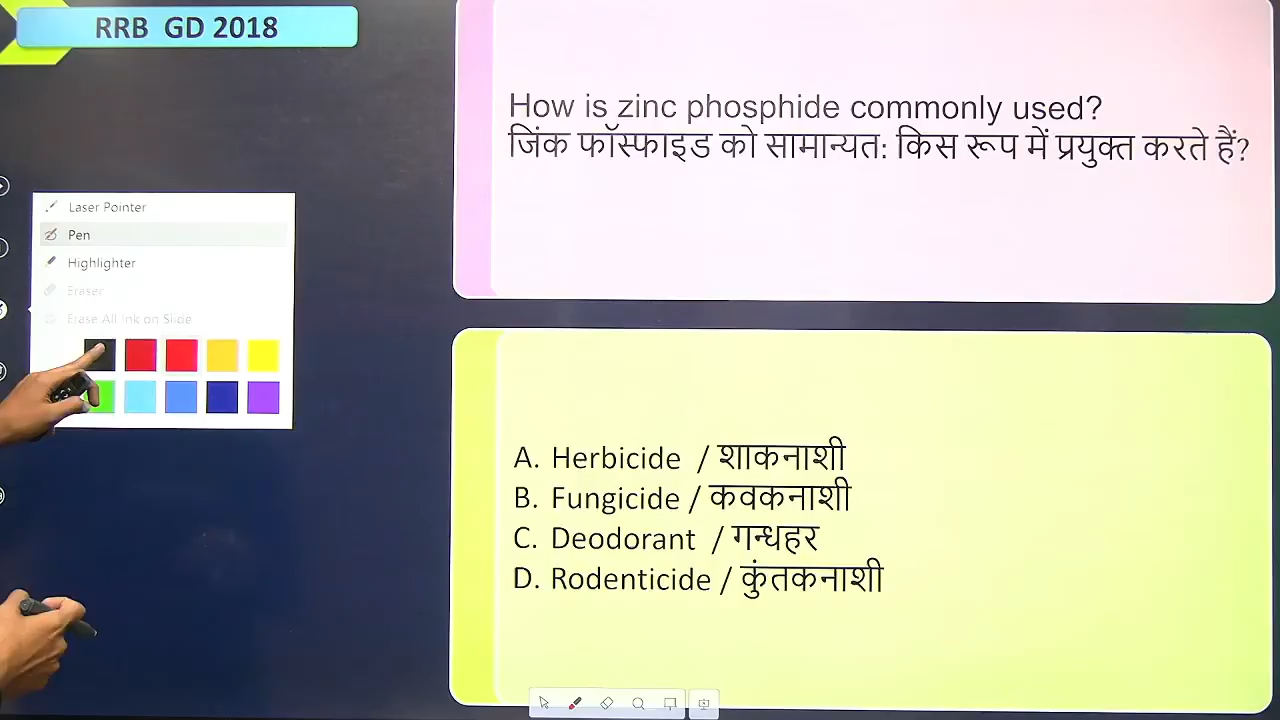 RRB GD 2018
How is zinc phosphide commonly used?
जिंक फॉस्फाइड को सामान्यत: किस रूप में प्रयुक्त करते हैं?
Laser Pointer
Pen
Highlighter
Eraser
Erase All Ink on Slide
A. Herbicide / शाकनाशी
B. Fungicide / कवकनाशी
C. Deodorant / गन्धहर
D. Rodenticide / कुंतकनाशी